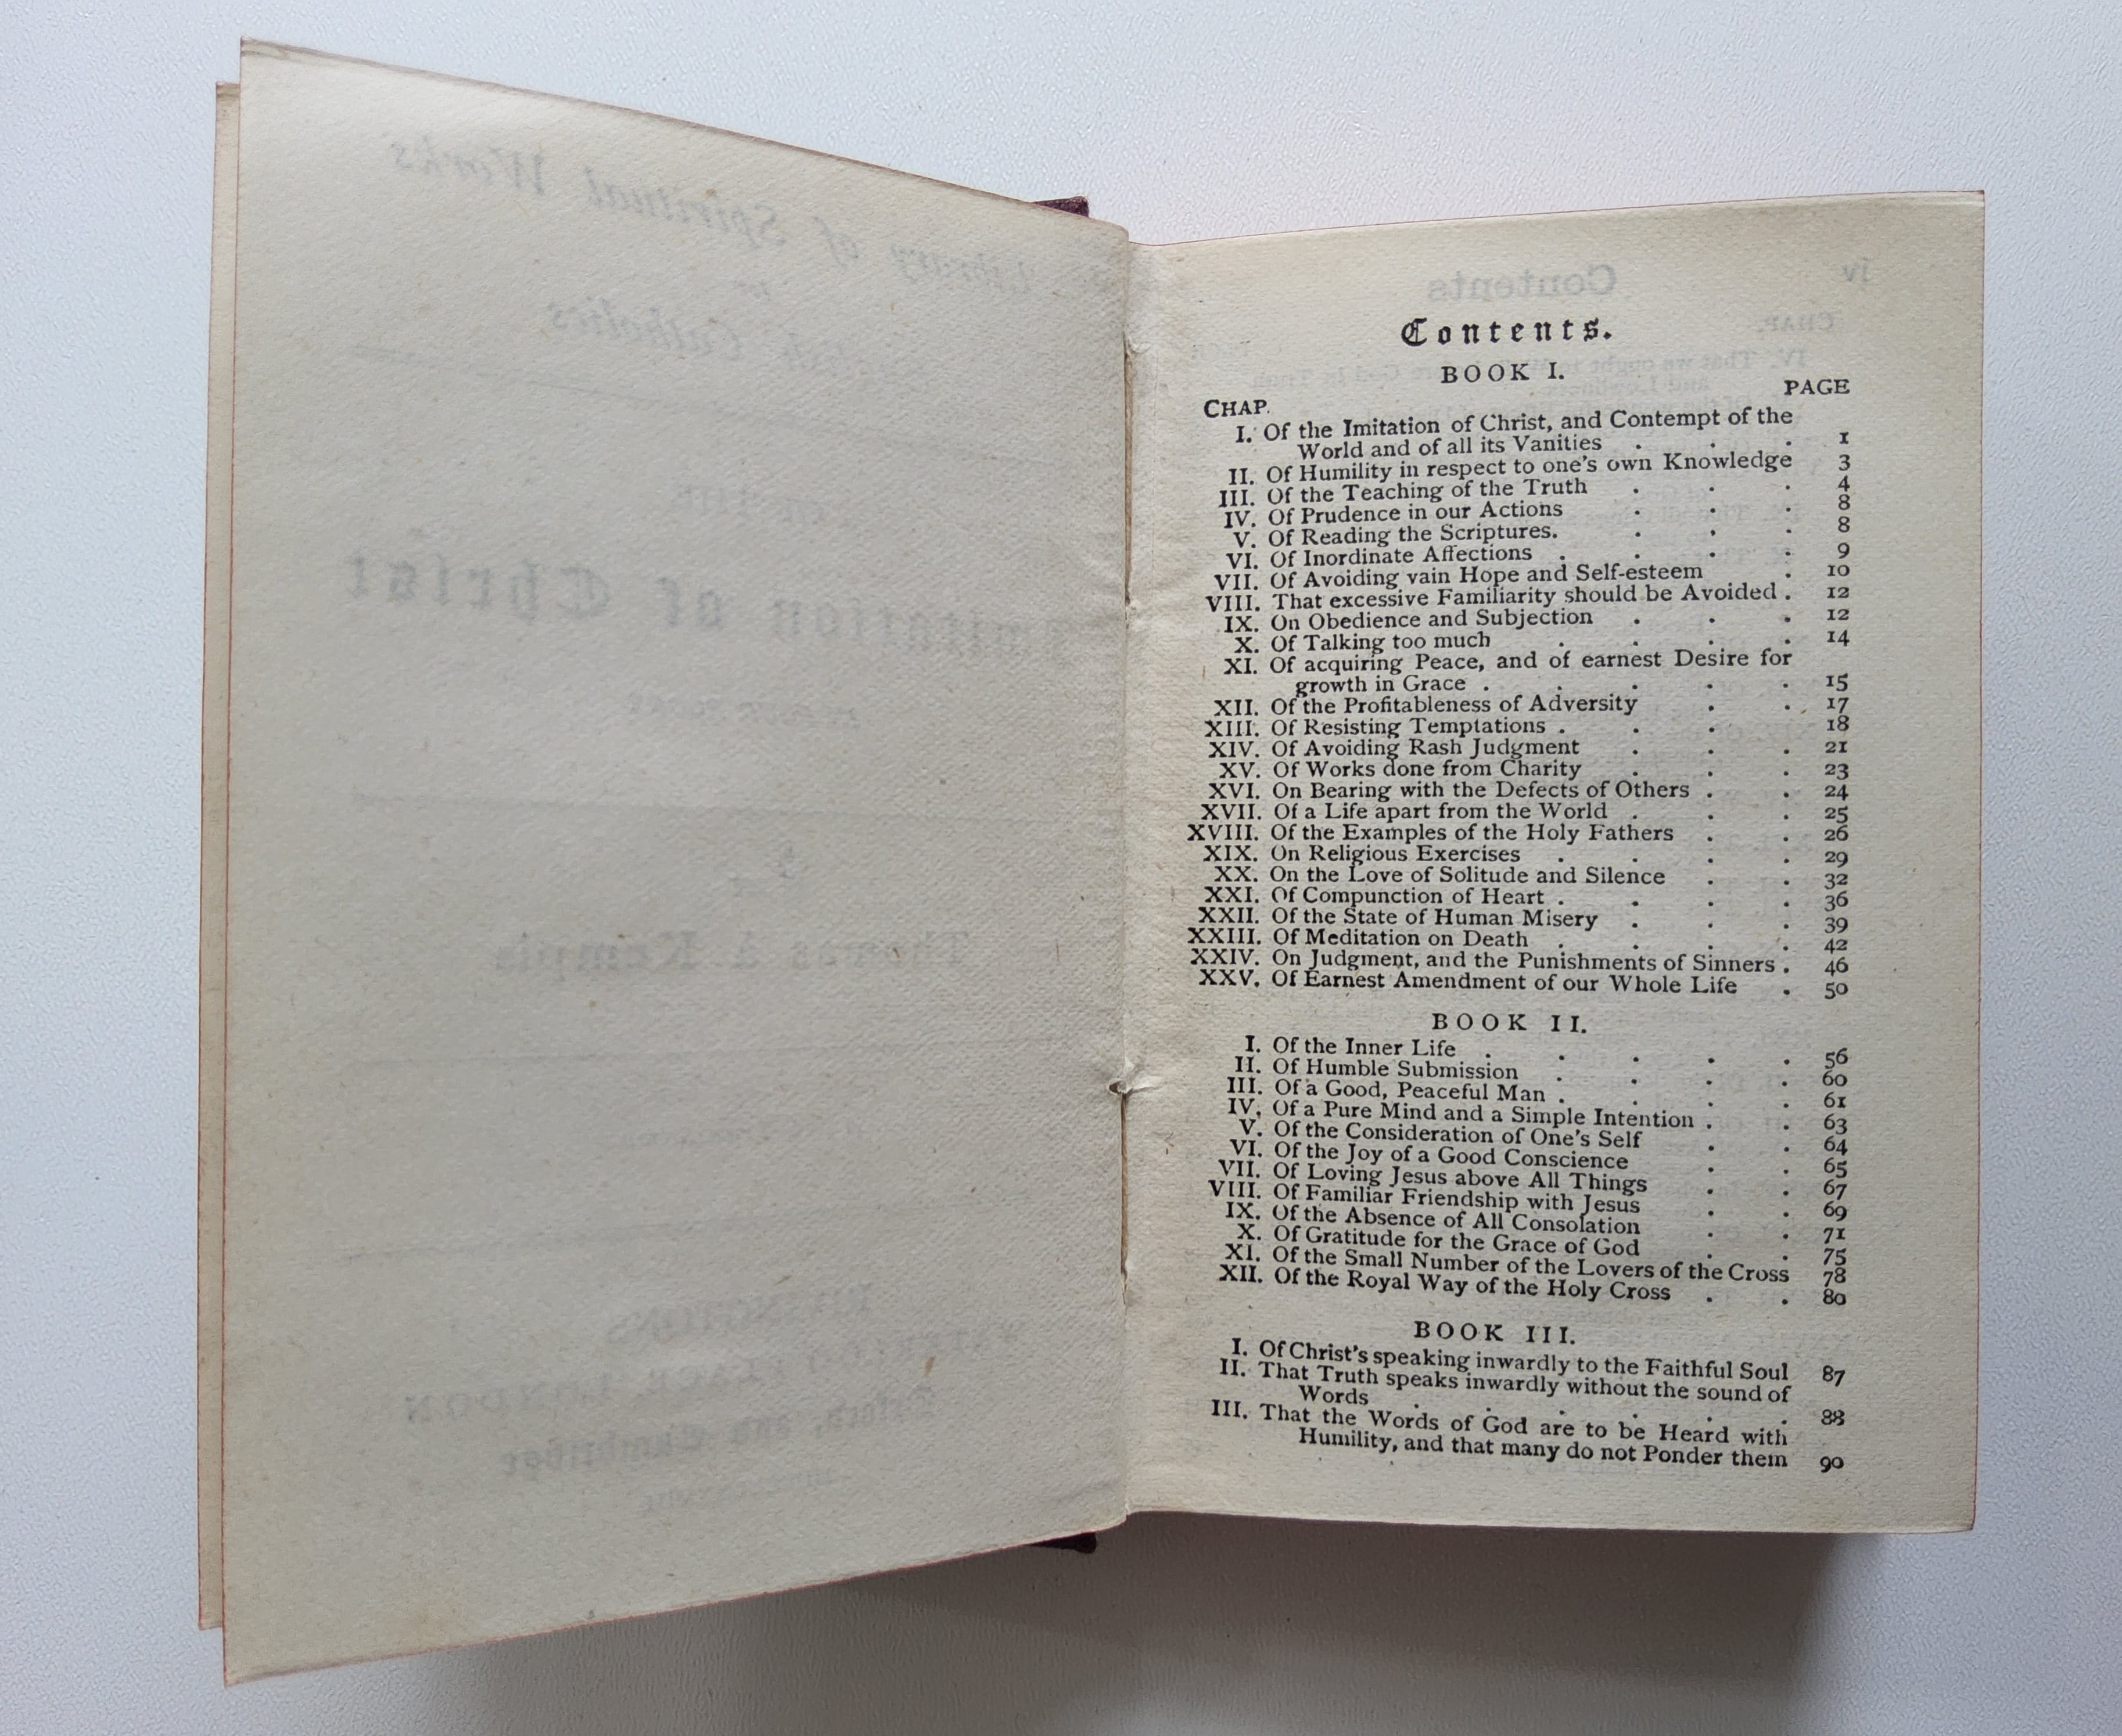 Contents.
BOOK I.
CHAP. PAGE
I. Of the Imitation of Christ, and Contempt of the
World and of all its Vanities . . . 1
II. Of Humility in respect to one's own Knowledge 3
III. Of the Teaching of the Truth . . . 4
IV. Of Prudence in our Actions . . . 8
V. Of Reading the Scriptures. . . . 8
VI. Of Inordinate Affections . . . . 9
VII. Of Avoiding vain Hope and Self-esteem . 10
VIII. That excessive Familiarity should be Avoided . 12
IX. On Obedience and Subjection . . . 12
X. Of Talking too much . . . . 14
XI. Of acquiring Peace, and of earnest Desire for
growth in Grace . . . . . 15
XII. Of the Profitableness of Adversity . . 17
XIII. Of Resisting Temptations . . . . 18
XIV. Of Avoiding Rash Judgment . . . 21
XV. Of Works done from Charity . . . 23
XVI. On Bearing with the Defects of Others . . 24
XVII. Of a Life apart from the World . . . 25
XVIII. Of the Examples of the Holy Fathers . . 26
XIX. On Religious Exercises . . . . 29
XX. On the Love of Solitude and Silence . . 32
XXI. Of Compunction of Heart . . . . 36
XXII. Of the State of Human Misery . . . 39
XXIII. Of Meditation on Death . . . . 42
XXIV. On Judgment, and the Punishments of Sinners . 46
XXV. Of Earnest Amendment of our Whole Life . 50
BOOK II.
I. Of the Inner Life . . . . . 56
II. Of Humble Submission . . . . 60
III. Of a Good, Peaceful Man . . . . 61
IV. Of a Pure Mind and a Simple Intention . . 63
V. Of the Consideration of One's Self . . 64
VI. Of the Joy of a Good Conscience . . 65
VII. Of Loving Jesus above All Things . . 67
VIII. Of Familiar Friendship with Jesus . . 69
IX. Of the Absence of All Consolation . . 71
X. Of Gratitude for the Grace of God . . 75
XI. Of the Small Number of the Lovers of the Cross 78
XII. Of the Royal Way of the Holy Cross . . 80
BOOK III.
I. Of Christ's speaking inwardly to the Faithful Soul 87
II. That Truth speaks inwardly without the sound of
Words . . . . . . 88
III. That the Words of God are to be Heard with
Humility, and that many do not Ponder them 90